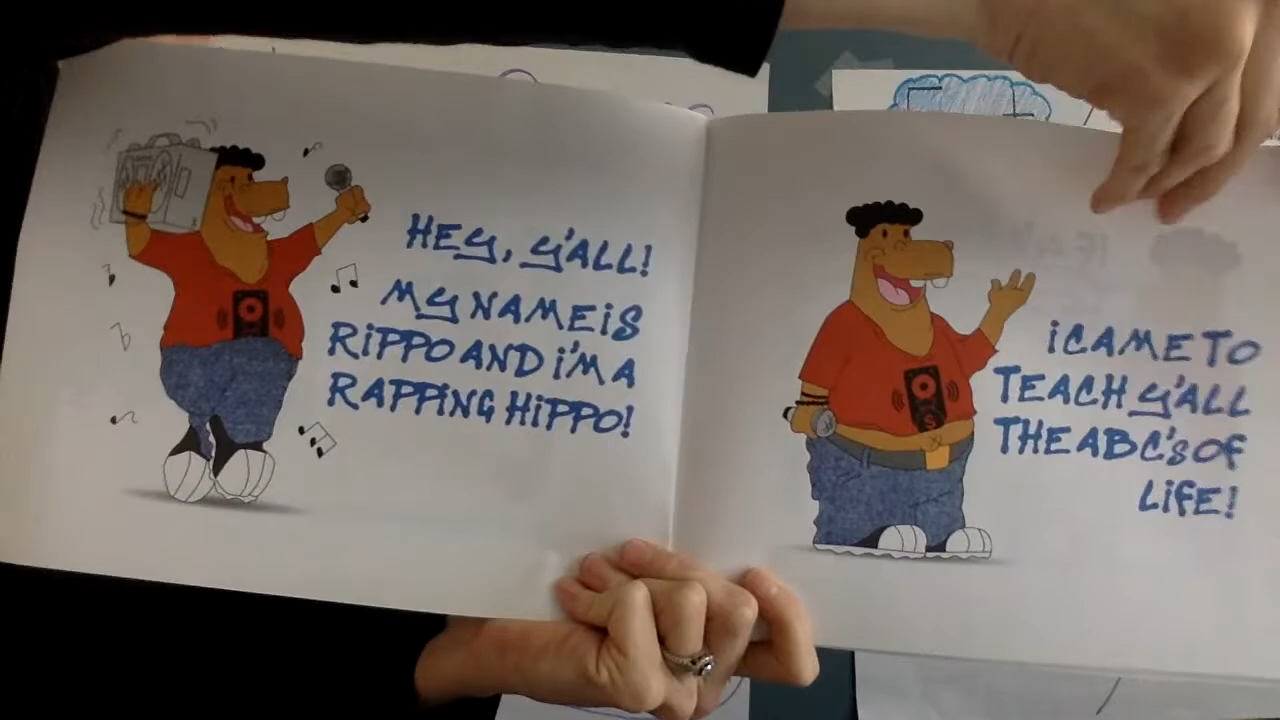 HEY, Y'ALL!
MY NAME iS
RiPPO AND i'M A
RAPPiNG HiPPO!
i CAME TO
TEACH Y'ALL
THE ABC'S OF
LiFE!